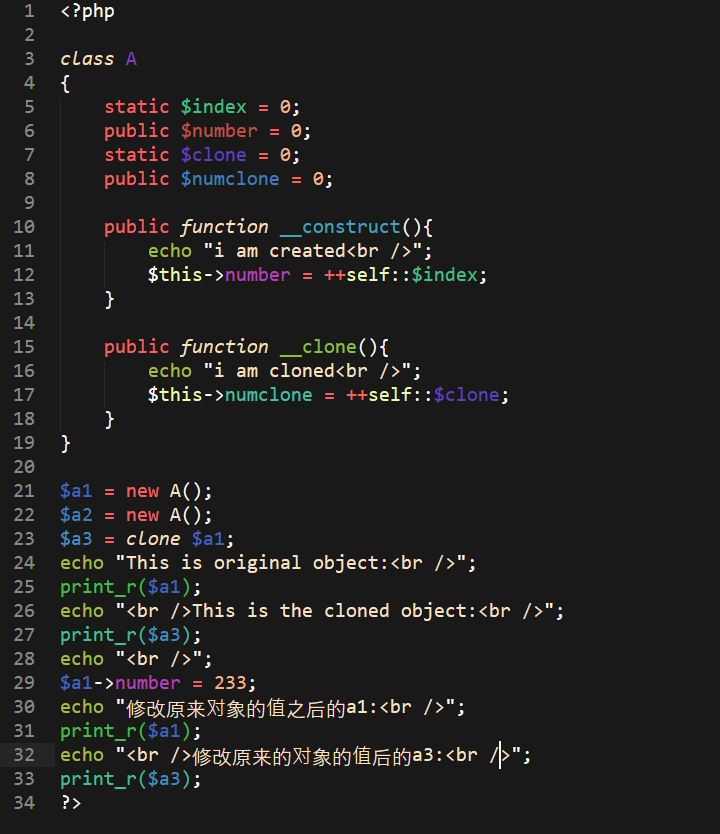 1 <?php
2
3 class A
4 {
5     static $index = 0;
6     public $number = 0;
7     static $clone = 0;
8     public $numclone = 0;
9
10     public function __construct(){
11         echo "i am created<br />";
12         $this->number = ++self::$index;
13     }
14
15     public function __clone(){
16         echo "i am cloned<br />";
17         $this->numclone = ++self::$clone;
18     }
19 }
20
21 $a1 = new A();
22 $a2 = new A();
23 $a3 = clone $a1;
24 echo "This is original object:<br />";
25 print_r($a1);
26 echo "<br />This is the cloned object:<br />";
27 print_r($a3);
28 echo "<br />";
29 $a1->number = 233;
30 echo "修改原来对象的值之后的a1:<br />";
31 print_r($a1);
32 echo "<br />修改原来的对象的值后的a3:<br />";
33 print_r($a3);
34 ?>